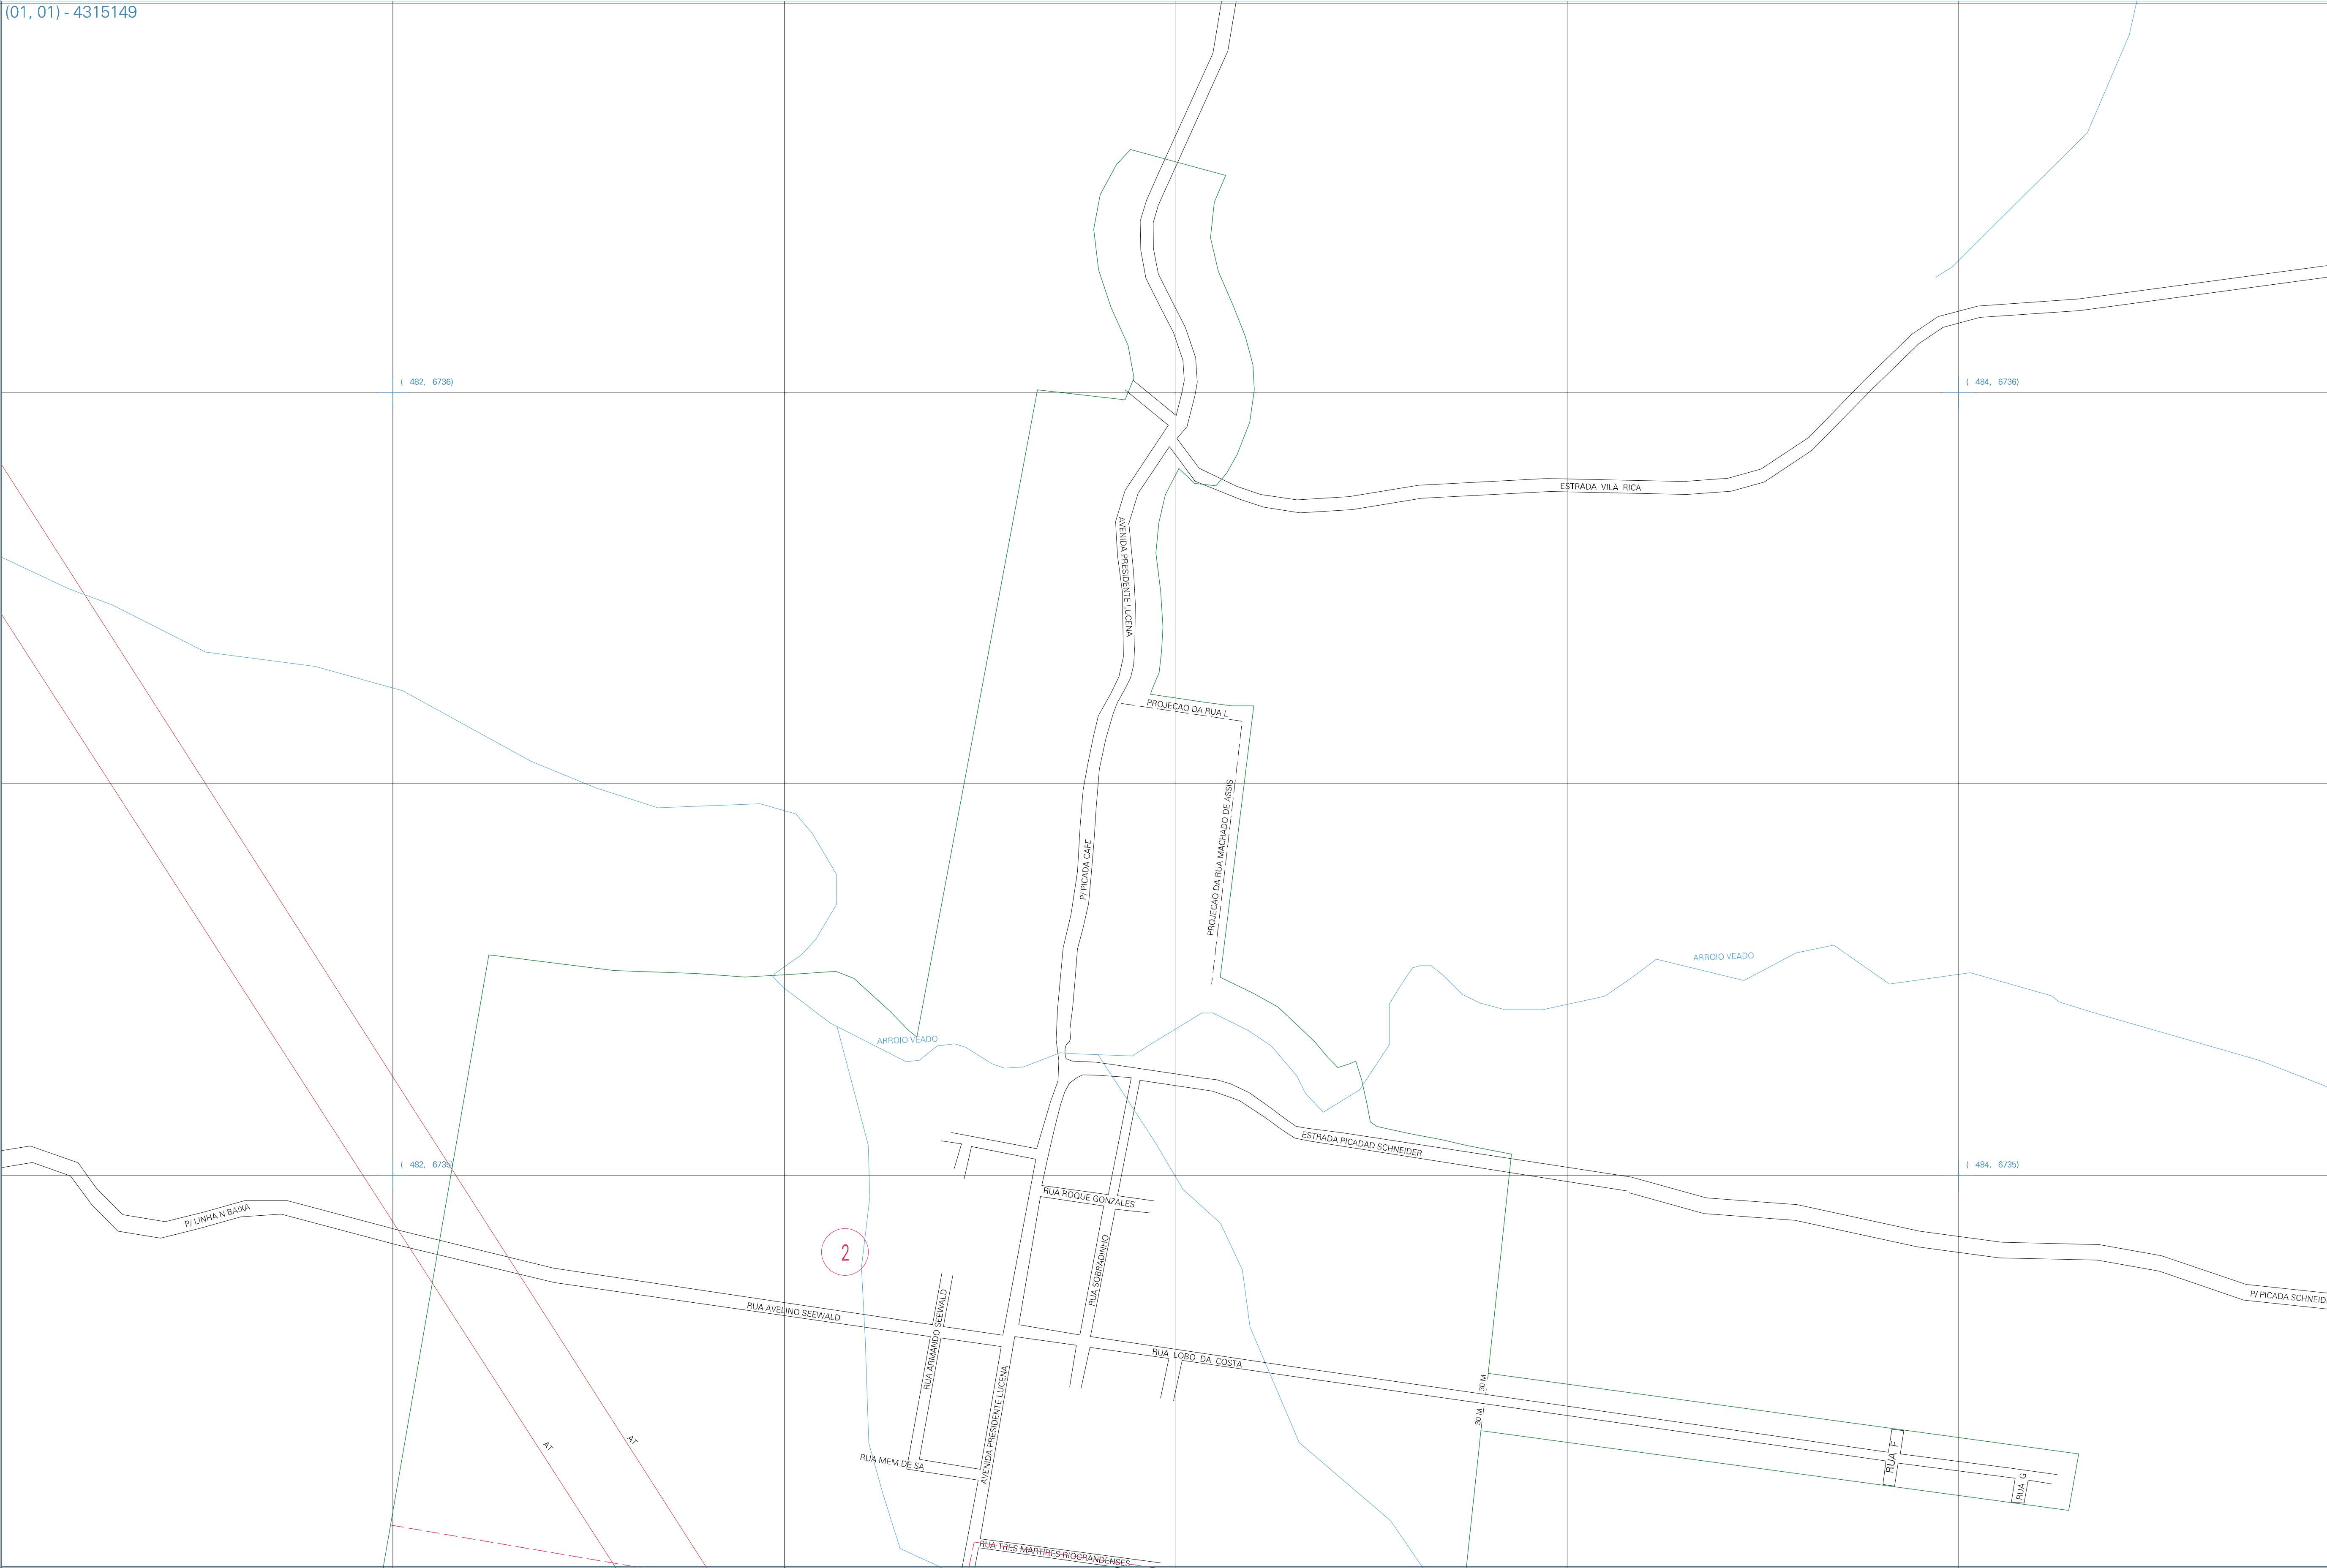 (01, 01) - 4315149
( 482, 6736)
( 484, 6736)
ESTRADA VILA RICA
AVENIDA PRESIDENTE LUCENA
PROJECAO DA RUA L
PROJECAO DA RUA MACHADO DE ASSIS
P/ PICADA CAFE
ARROIO VEADO
ARROIO VEADO
ESTRADA PICADAD SCHNEIDER
( 482, 6735)
( 484, 6735)
RUA ROQUE GONZALES
P/ LINHA N BAIXA
2
RUA SOBRADINHO
P/ PICADA SCHNEID
RUA AVELINO SEEWALD
RUA ARMANDO SEEWALD
RUA LOBO DA COSTA
30 M
30 M
AVENIDA PRESIDENTE LUCENA
AT
AT
RUA F
RUA MEM DE SA
RUA G
RUA TRES MARTIRES RIOGRANDENSES